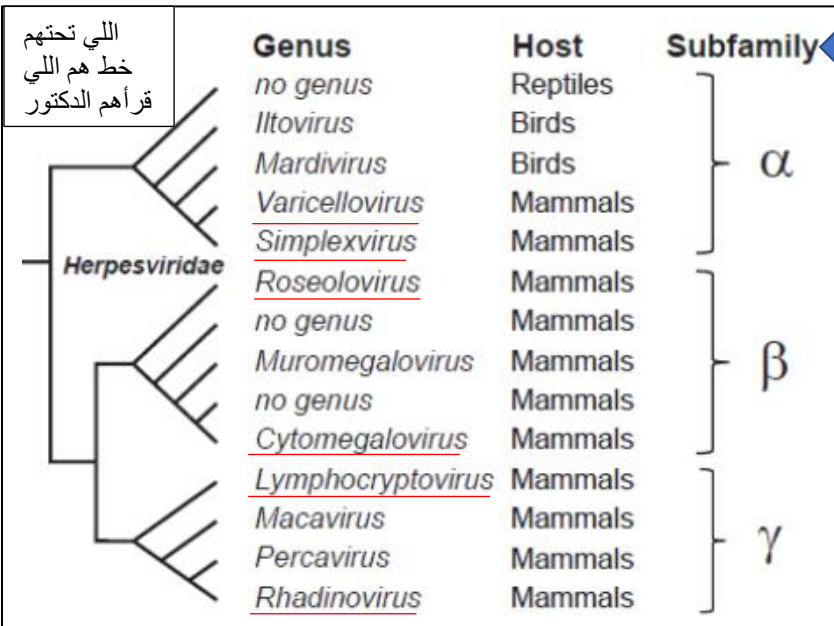 اللي تحتهم
خط هم اللي
قرأهم الدكتور
Genus Host Subfamily
no genus Reptiles
Iltovirus Birds
Mardivirus Birds
α
Varicellovirus Mammals
Simplexvirus Mammals
Herpesviridae
Roseolovirus Mammals
no genus Mammals
Muromegalovirus Mammals
β
no genus Mammals
Cytomegalovirus Mammals
Lymphocryptovirus Mammals
Macavirus Mammals
γ
Percavirus Mammals
Rhadinovirus Mammals